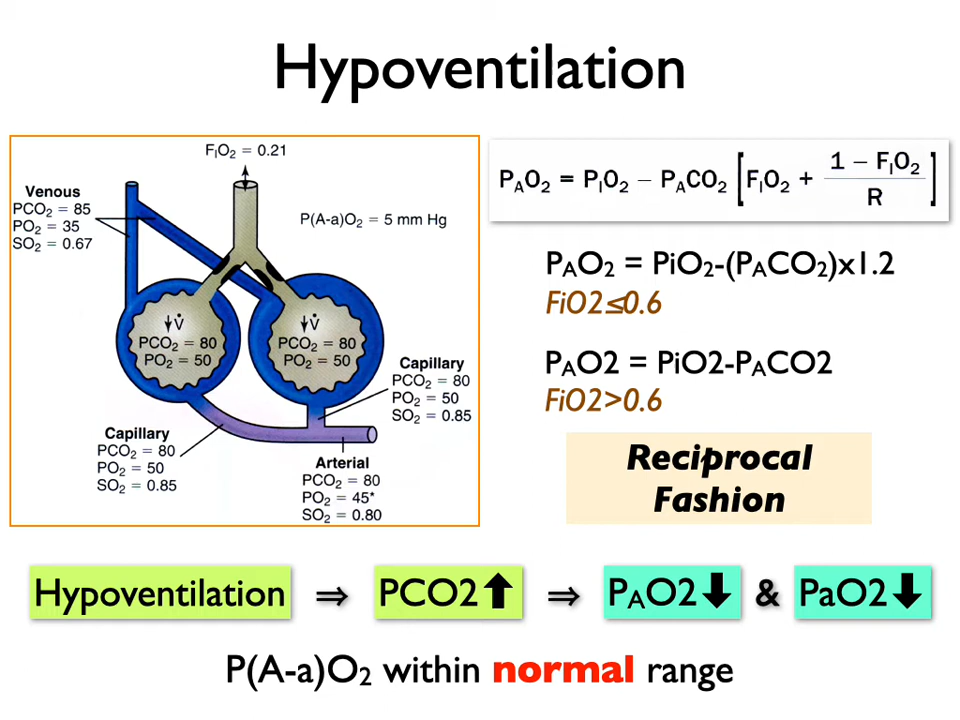 Hypoventilation
FIO2 = 0.21
Venous
PCO2 = 85
PO2 = 35
SO2 = 0.67
P(A-a)O2 = 5 mm Hg
↓V̇
PCO2 = 80
PO2 = 50
↓V̇
PCO2 = 80
PO2 = 50
Capillary
PCO2 = 80
PO2 = 50
SO2 = 0.85
Capillary
PCO2 = 80
PO2 = 50
SO2 = 0.85
Arterial
PCO2 = 80
PO2 = 45*
SO2 = 0.80
PAO2 = PIO2 – PACO2 [FIO2 + (1 – FIO2)/R]
PAO2 = PiO2-(PACO2)x1.2
FiO2≤0.6
PAO2 = PiO2-PACO2
FiO2>0.6
Reciprocal
Fashion
Hypoventilation ⇒ PCO2⬆ ⇒ PAO2⬇ & PaO2⬇
P(A-a)O2 within normal range